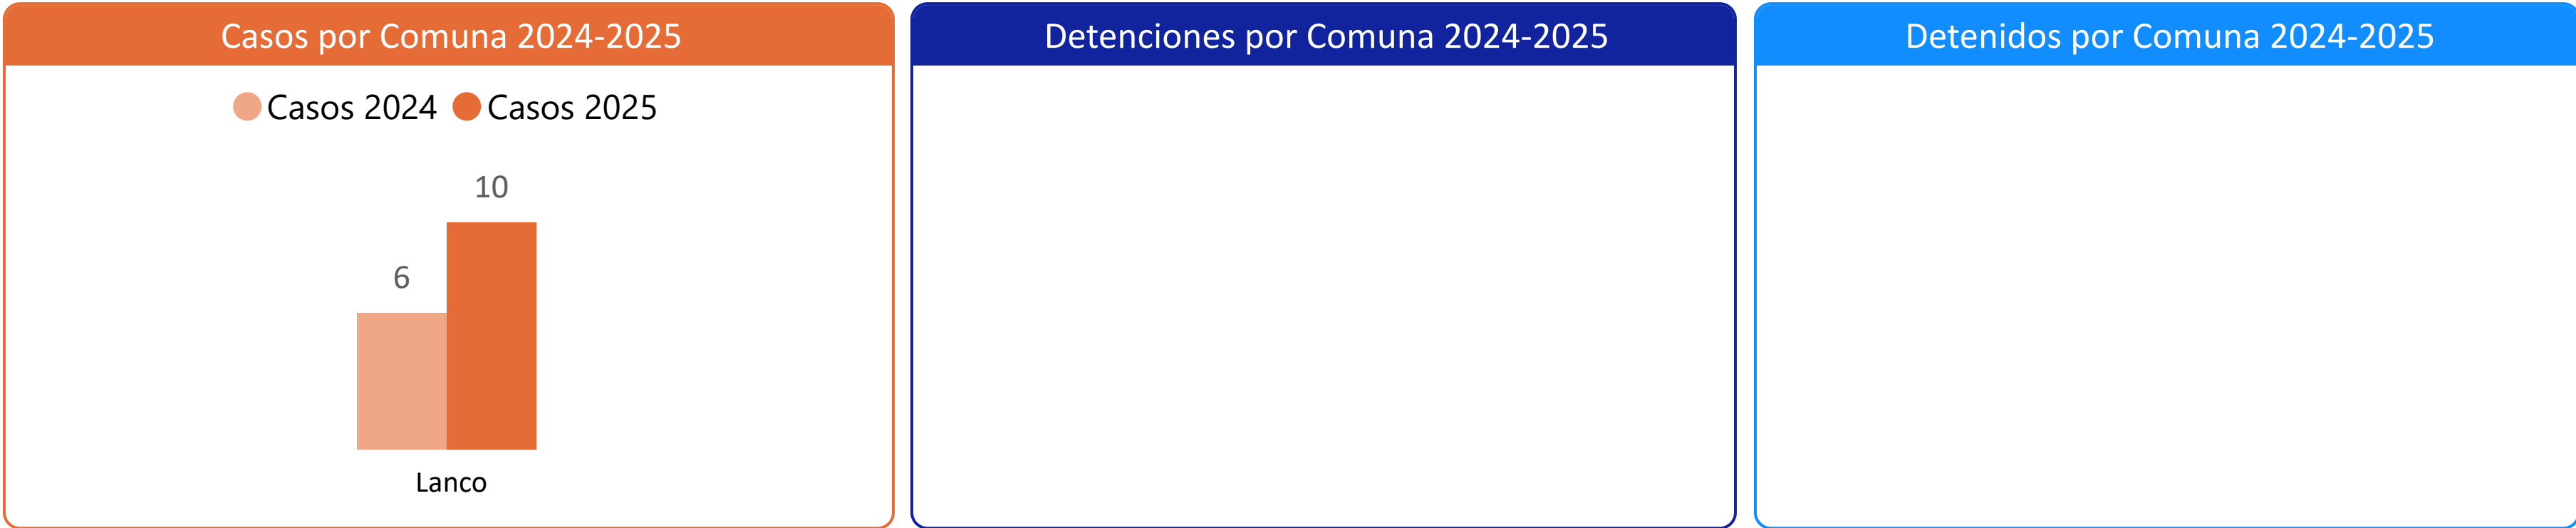 Casos por Comuna 2024-2025
Casos 2024 Casos 2025
10
6
Lanco
Detenciones por Comuna 2024-2025
Detenidos por Comuna 2024-2025